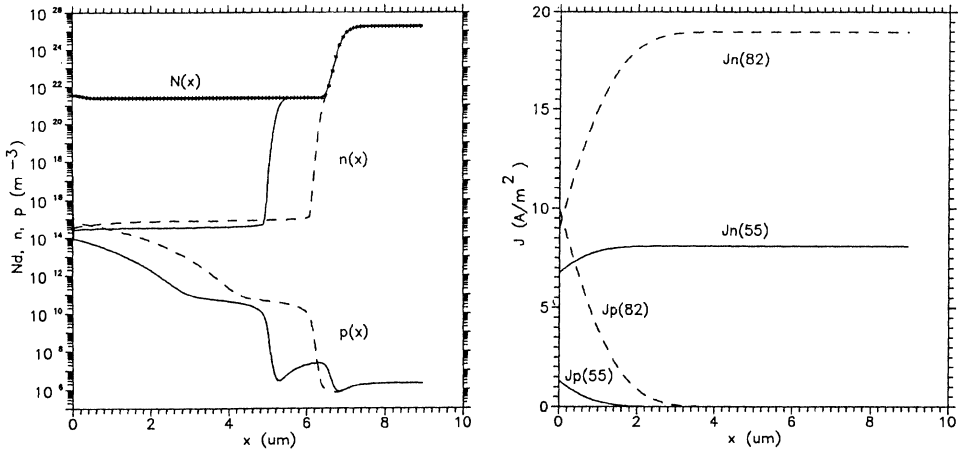 10 26
10 24
10 22
10 20
10 18
10 16
10 14
10 12
10 10
10 8
10 6
Nd, n, p (m⁻³)
N(x)
n(x)
p(x)
0 2 4 6 8 10
x (um)
20
15
10
5
0
J (A/m²)
Jn(82)
Jn(55)
Jp(82)
Jp(55)
0 2 4 6 8 10
x (um)